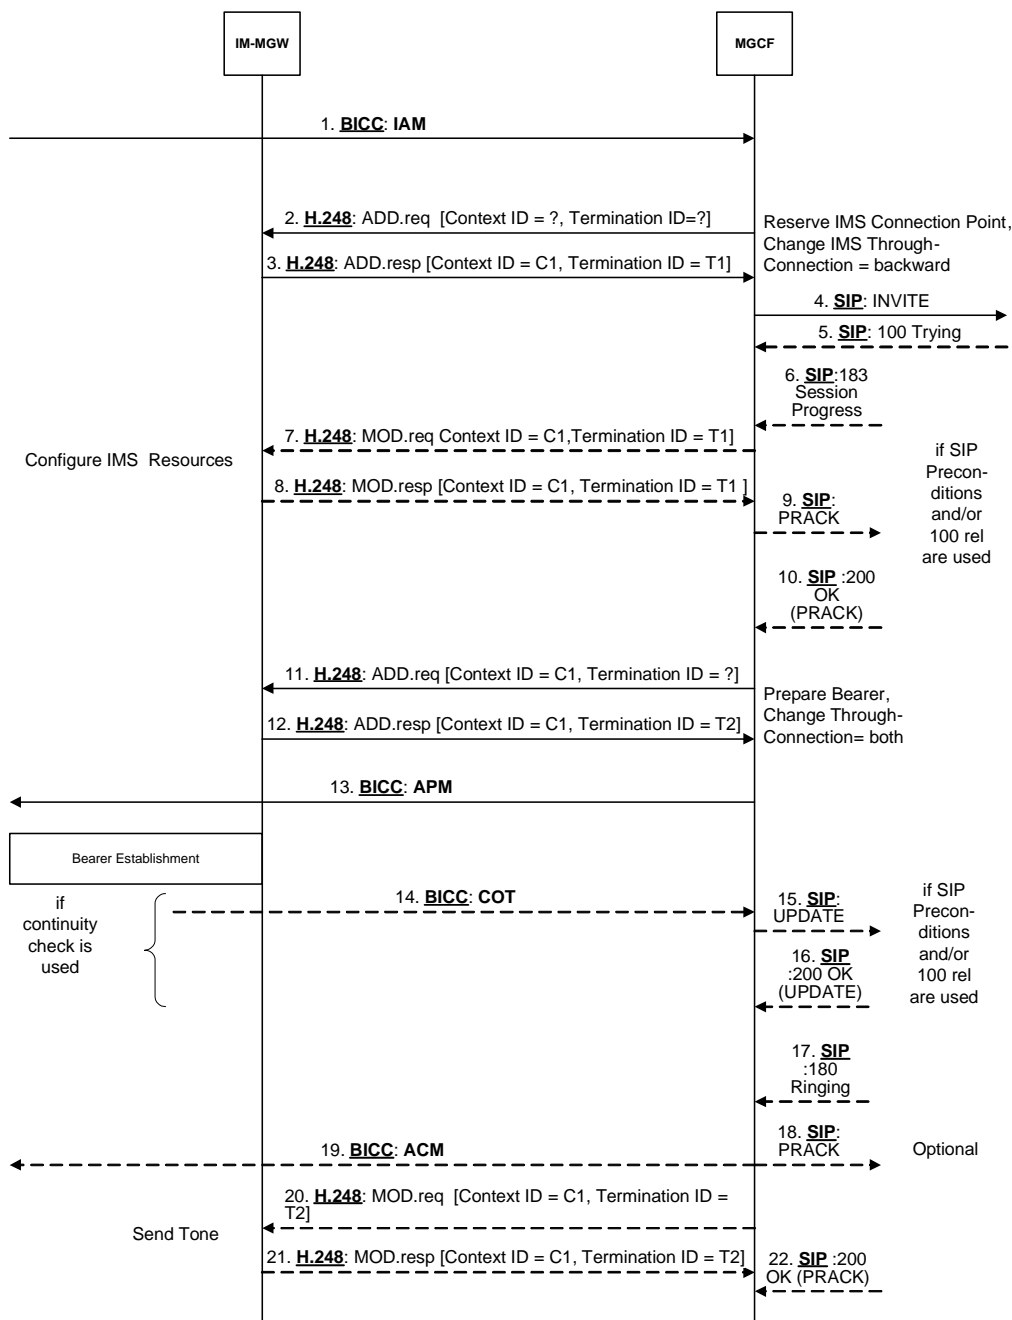 IM-MGW
MGCF
1. BICC: IAM
2. H.248: ADD.req [Context ID = ?, Termination ID=?]
Reserve IMS Connection Point,
Change IMS Through-
Connection = backward
3. H.248: ADD.resp [Context ID = C1, Termination ID = T1]
4. SIP: INVITE
5. SIP: 100 Trying
6. SIP:183
Session
Progress
7. H.248: MOD.req Context ID = C1,Termination ID = T1]
Configure IMS Resources
8. H.248: MOD.resp [Context ID = C1, Termination ID = T1 ]
9. SIP:
PRACK
if SIP
Precon-
ditions
and/or
100 rel
are used
10. SIP :200
OK
(PRACK)
11. H.248: ADD.req [Context ID = C1, Termination ID = ?]
Prepare Bearer,
Change Through-
Connection= both
12. H.248: ADD.resp [Context ID = C1, Termination ID = T2]
13. BICC: APM
Bearer Establishment
if
continuity
check is
used
14. BICC: COT
15. SIP:
UPDATE
if SIP
Precon-
ditions
and/or
100 rel
are used
16. SIP
:200 OK
(UPDATE)
17. SIP
:180
Ringing
18. SIP:
PRACK
Optional
19. BICC: ACM
20. H.248: MOD.req [Context ID = C1, Termination ID =
T2]
Send Tone
21. H.248: MOD.resp [Context ID = C1, Termination ID = T2]
22. SIP :200
OK (PRACK)